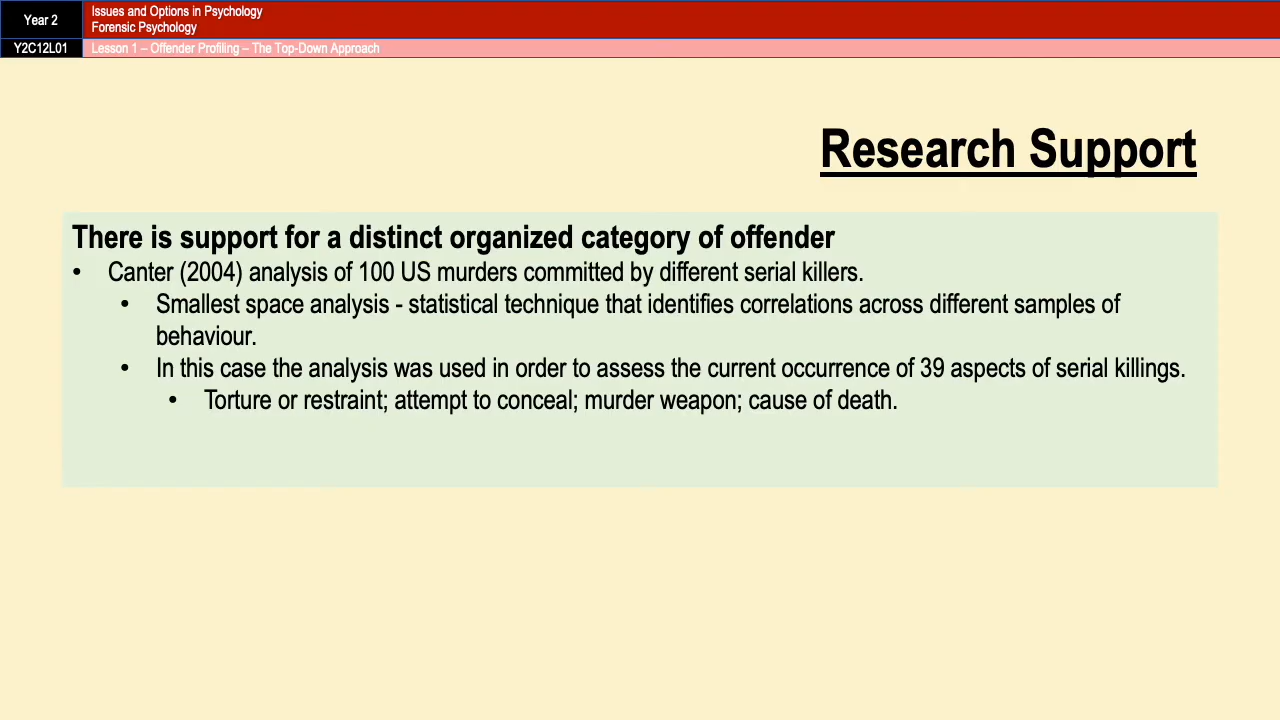 Year 2
Issues and Options in Psychology
Forensic Psychology
Y2C12L01
Lesson 1 – Offender Profiling – The Top-Down Approach
Research Support
There is support for a distinct organized category of offender
• Canter (2004) analysis of 100 US murders committed by different serial killers.
• Smallest space analysis - statistical technique that identifies correlations across different samples of
behaviour.
• In this case the analysis was used in order to assess the current occurrence of 39 aspects of serial killings.
• Torture or restraint; attempt to conceal; murder weapon; cause of death.